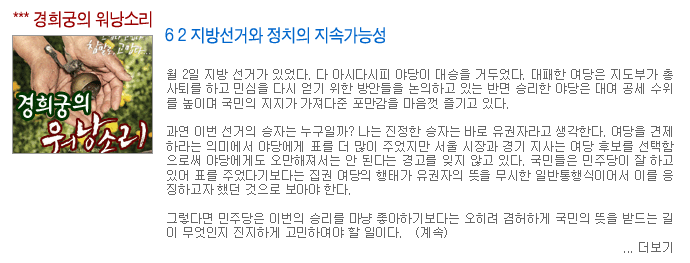 *** 경희궁의 워낭소리
6 2 지방선거와 정치의 지속가능성
경희궁의
워낭소리
월 2일 지방 선거가 있었다. 다 아시다시피 야당이 대승을 거두었다. 대패한 여당은 지도부가 총
사퇴를 하고 민심을 다시 얻기 위한 방안들을 논의하고 있는 반면 승리한 야당은 대여 공세 수위
를 높이며 국민의 지지가 가져다준 포만감을 마음껏 즐기고 있다.
과연 이번 선거의 승자는 누구일까? 나는 진정한 승자는 바로 유권자라고 생각한다. 여당을 견제
하라는 의미에서 야당에게 표를 더 많이 주었지만 서울 시장과 경기 지사는 여당 후보를 선택함
으로써 야당에게도 오만해져서는 안 된다는 경고를 잊지 않고 있다. 국민들은 민주당이 잘 하고
있어 표를 주었다기보다는 집권 여당의 행태가 유권자의 뜻을 무시한 일반통행식이어서 이를 응
징하고자 했던 것으로 보아야 한다.
그렇다면 민주당은 이번의 승리를 마냥 좋아하기보다는 오히려 겸허하게 국민의 뜻을 받드는 길
이 무엇인지 진지하게 고민하여야 할 일이다. (계속)
... 더보기